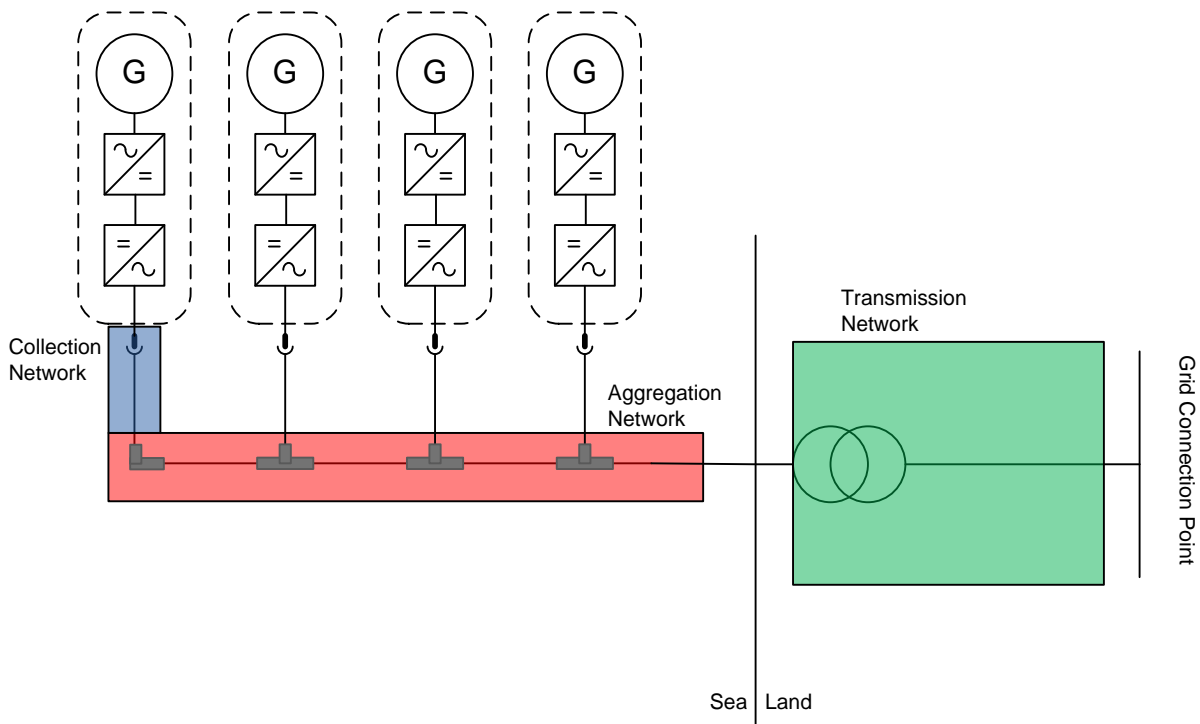 G G G G
Transmission
Network
Collection
Network
Aggregation
Network
Grid Connection Point
Sea Land